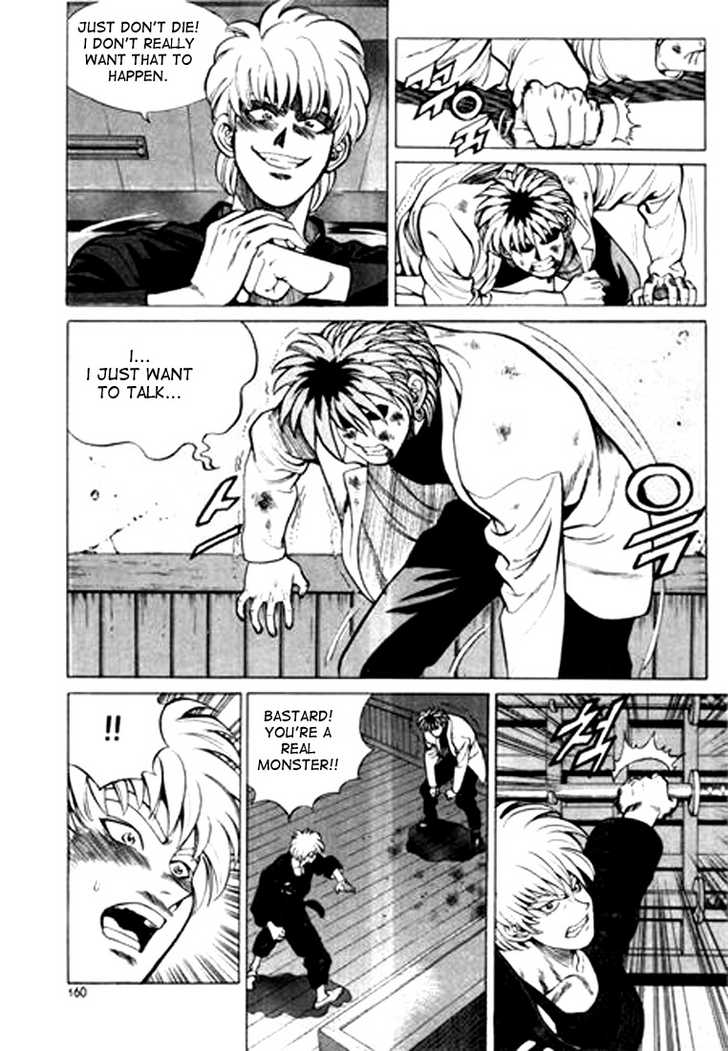 JUST DON'T DIE!
I DON'T REALLY
WANT THAT TO
HAPPEN.
I...
I JUST WANT
TO TALK...
!!
BASTARD!
YOU'RE A
REAL
MONSTER!!
160